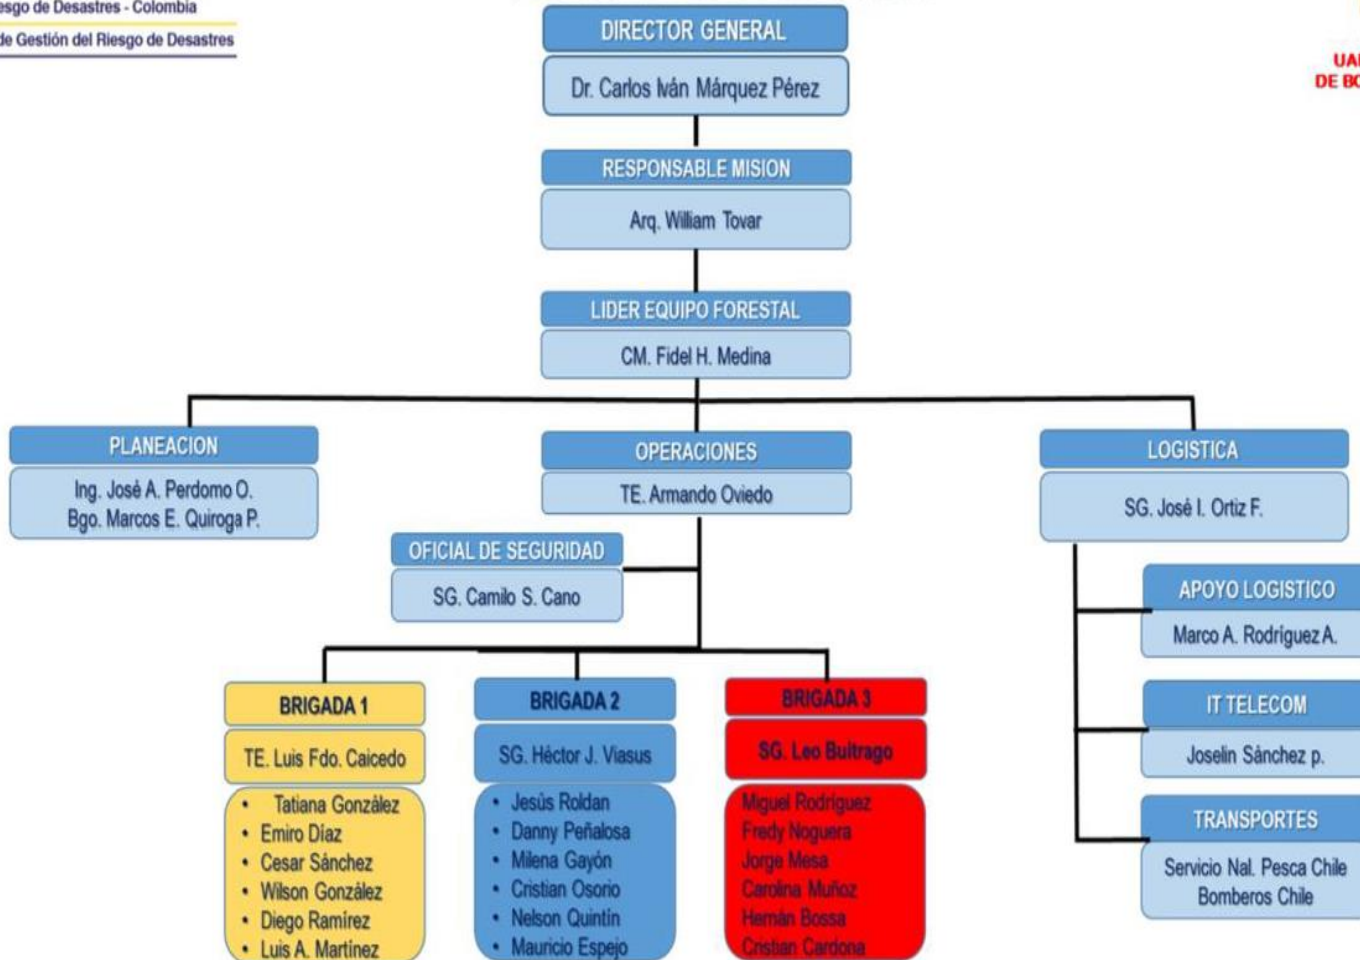 esgo de Desastres - Colombia
de Gestión del Riesgo de Desastres
DIRECTOR GENERAL
Dr. Carlos Iván Márquez Pérez
RESPONSABLE MISION
Arq. William Tovar
LIDER EQUIPO FORESTAL
CM. Fidel H. Medina
PLANEACION
Ing. José A. Perdomo O.
Bgo. Marcos E. Quiroga P.
OPERACIONES
TE. Armando Oviedo
LOGISTICA
SG. José I. Ortiz F.
OFICIAL DE SEGURIDAD
SG. Camilo S. Cano
APOYO LOGISTICO
Marco A. Rodríguez A.
IT TELECOM
Joselin Sánchez p.
TRANSPORTES
Servicio Nal. Pesca Chile
Bomberos Chile
BRIGADA 1
TE. Luis Fdo. Caicedo
• Tatiana González
• Emiro Díaz
• Cesar Sánchez
• Wilson González
• Diego Ramírez
• Luis A. Martínez
BRIGADA 2
SG. Héctor J. Viasus
• Jesús Roldan
• Danny Peñalosa
• Milena Gayón
• Cristian Osorio
• Nelson Quintín
• Mauricio Espejo
BRIGADA 3
SG. Leo Buitrago
Miguel Rodríguez
Fredy Noguera
Jorge Mesa
Carolina Muñoz
Hernán Bossa
Cristian Cardona